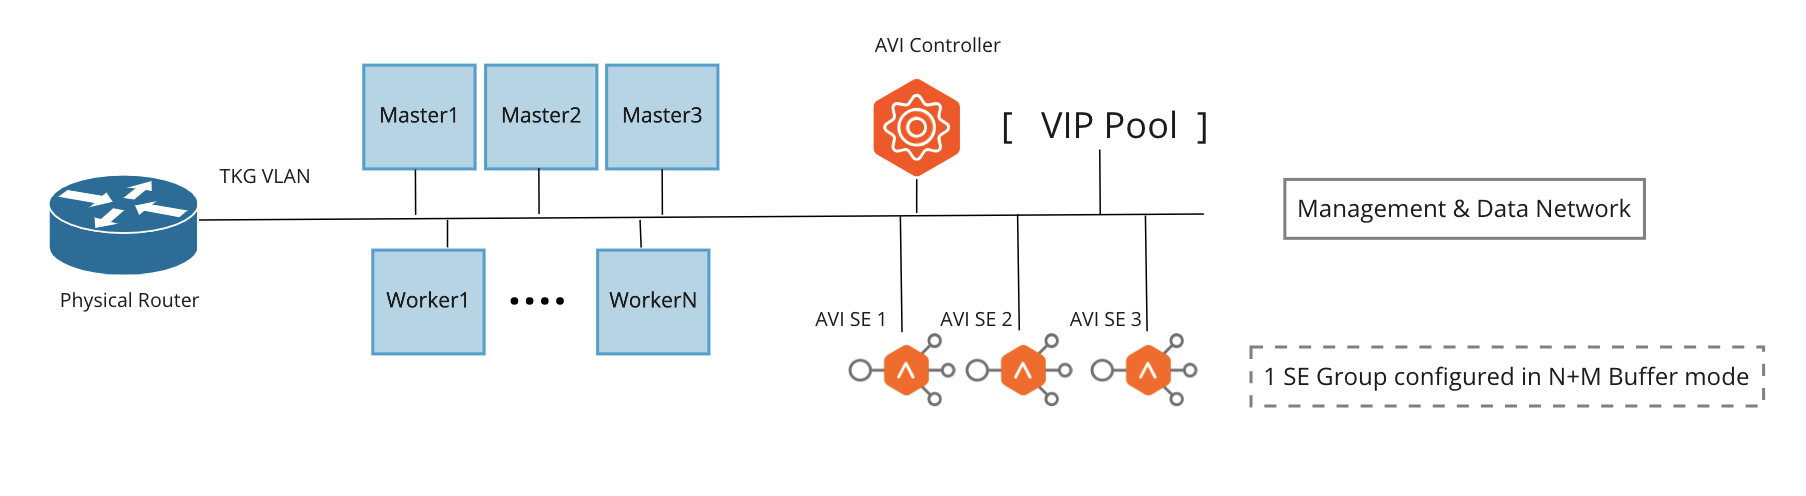 AVI Controller
Master1
Master2
Master3
[ VIP Pool ]
TKG VLAN
Management & Data Network
Physical Router
Worker1
WorkerN
AVI SE 1
AVI SE 2
AVI SE 3
1 SE Group configured in N+M Buffer mode